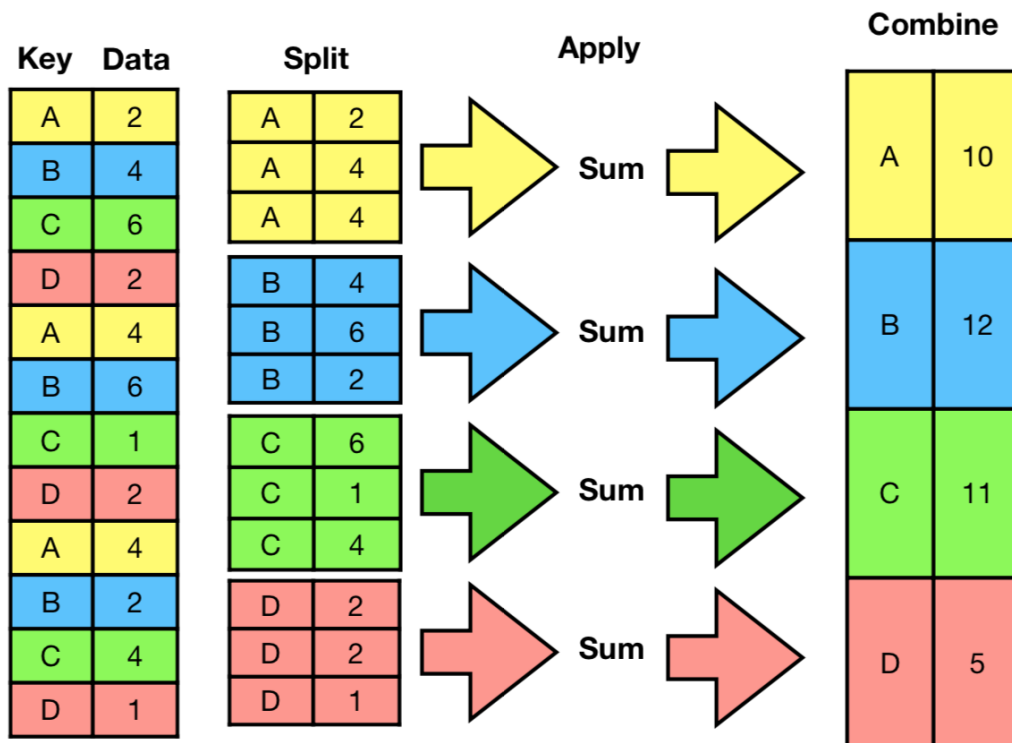 Key Data
A 2
B 4
C 6
D 2
A 4
B 6
C 1
D 2
A 4
B 2
C 4
D 1
Split
A 2
A 4
A 4
B 4
B 6
B 2
C 6
C 1
C 4
D 2
D 2
D 1
Apply
Sum
Sum
Sum
Sum
Combine
A 10
B 12
C 11
D 5